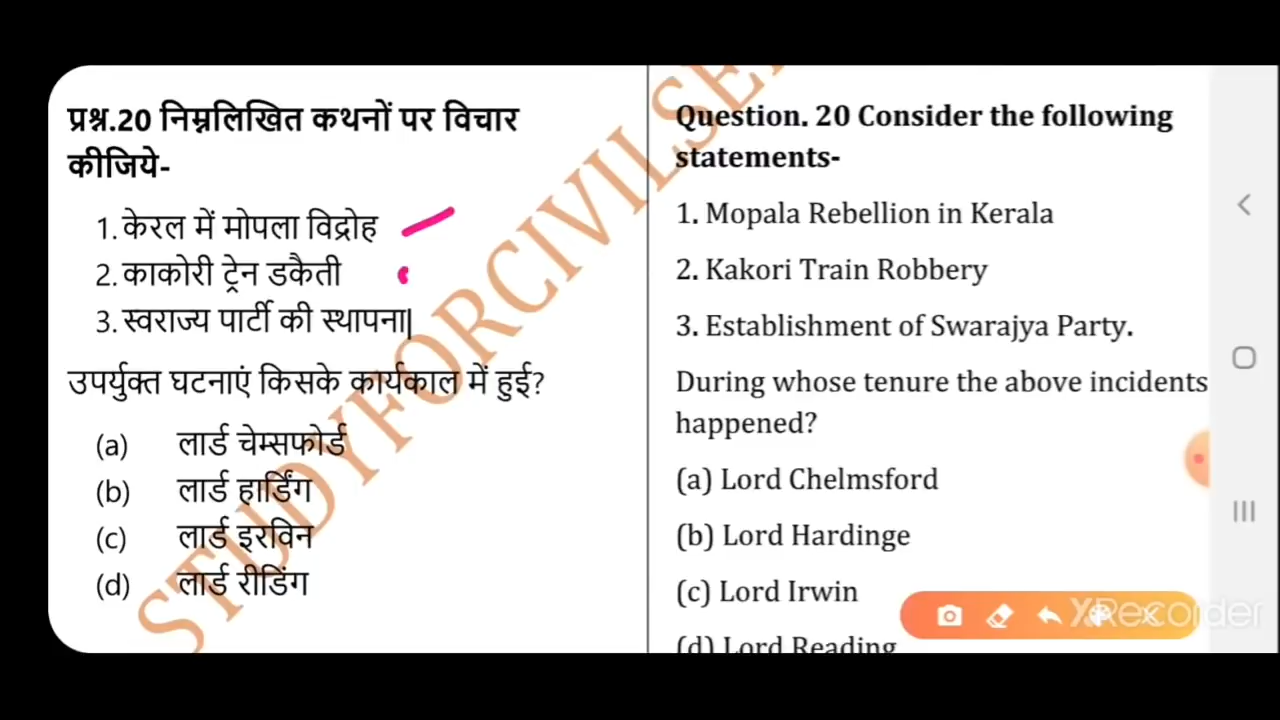 प्रश्न.20 निम्नलिखित कथनों पर विचार
कीजिये-
1. केरल में मोपला विद्रोह
2. काकोरी ट्रेन डकैती
3. स्वराज्य पार्टी की स्थापना|
उपर्युक्त घटनाएं किसके कार्यकाल में हुई?
(a) लार्ड चेम्सफोर्ड
(b) लार्ड हार्डिंग
(c) लार्ड इरविन
(d) लार्ड रीडिंग
Question. 20 Consider the following
statements-
1. Mopala Rebellion in Kerala
2. Kakori Train Robbery
3. Establishment of Swarajya Party.
During whose tenure the above incidents
happened?
(a) Lord Chelmsford
(b) Lord Hardinge
(c) Lord Irwin
(d) Lord Reading
STUDYFORCIVILSE
XRecorder